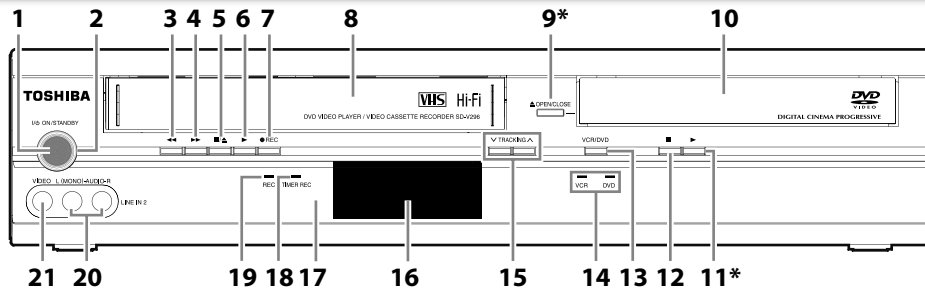 1 2 3 4 5 6 7 8 9* 10
TOSHIBA
I/⏻ ON/STANDBY
◄◄ ►► ■/▲ ► ●REC
VHS Hi-Fi
DVD VIDEO PLAYER / VIDEO CASSETTE RECORDER SD-V296
▲OPEN/CLOSE
DVD
VIDEO
DIGITAL CINEMA PROGRESSIVE
∨ TRACKING ∧
VCR/DVD
■ ►
VIDEO L (MONO)-AUDIO-R
LINE IN 2
REC TIMER REC
VCR DVD
21 20 19 18 17 16 15 14 13 12 11*